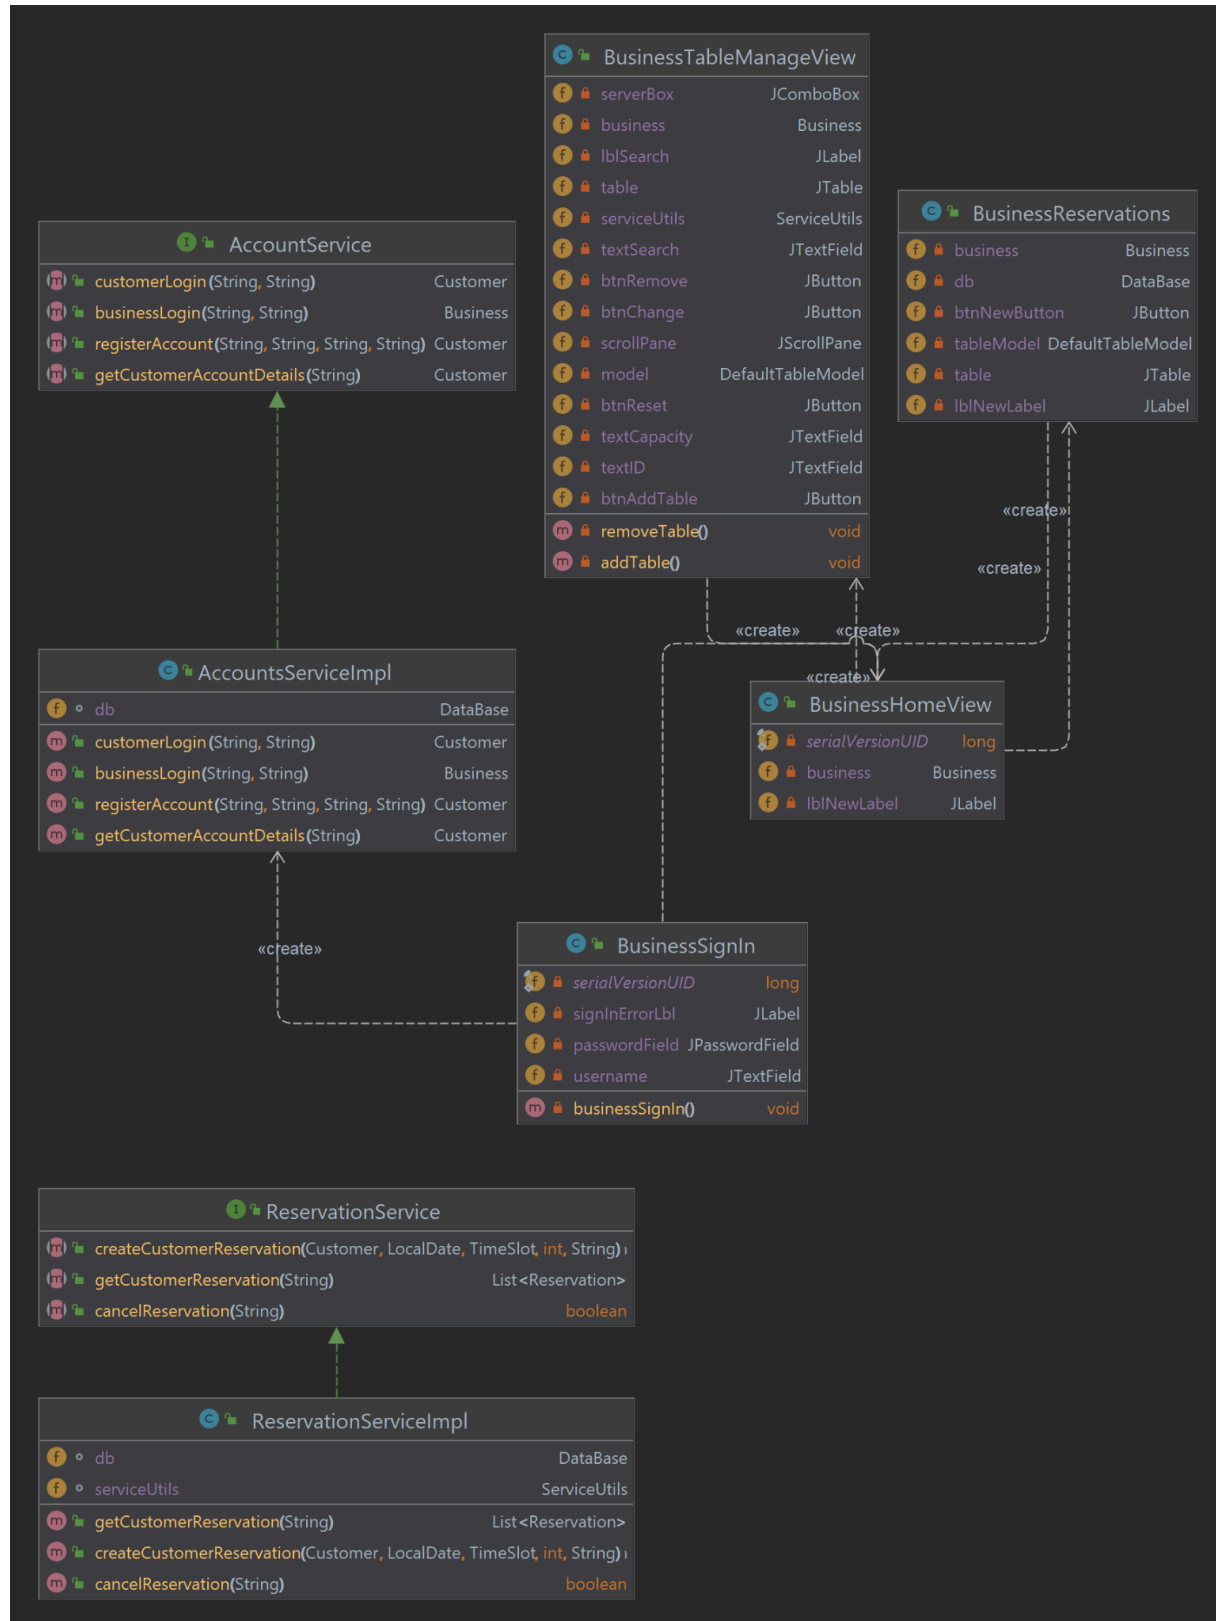 BusinessTableManageView
serverBox JComboBox
business Business
lblSearch JLabel
table JTable
serviceUtils ServiceUtils
textSearch JTextField
btnRemove JButton
btnChange JButton
scrollPane JScrollPane
model DefaultTableModel
btnReset JButton
textCapacity JTextField
textID JTextField
btnAddTable JButton
removeTable() void
addTable() void
BusinessReservations
business Business
db DataBase
btnNewButton JButton
tableModel DefaultTableModel
table JTable
lblNewLabel JLabel
AccountService
customerLogin(String, String) Customer
businessLogin(String, String) Business
registerAccount(String, String, String, String) Customer
getCustomerAccountDetails(String) Customer
«create»
«create»
«create»
«create»
«create»
AccountsServiceImpl
db DataBase
customerLogin(String, String) Customer
businessLogin(String, String) Business
registerAccount(String, String, String, String) Customer
getCustomerAccountDetails(String) Customer
BusinessHomeView
serialVersionUID long
business Business
lblNewLabel JLabel
«create»
BusinessSignIn
serialVersionUID long
signInErrorLbl JLabel
passwordField JPasswordField
username JTextField
businessSignIn() void
ReservationService
createCustomerReservation(Customer, LocalDate, TimeSlot, int, String)
getCustomerReservation(String) List<Reservation>
cancelReservation(String) boolean
ReservationServiceImpl
db DataBase
serviceUtils ServiceUtils
getCustomerReservation(String) List<Reservation>
createCustomerReservation(Customer, LocalDate, TimeSlot, int, String)
cancelReservation(String) boolean